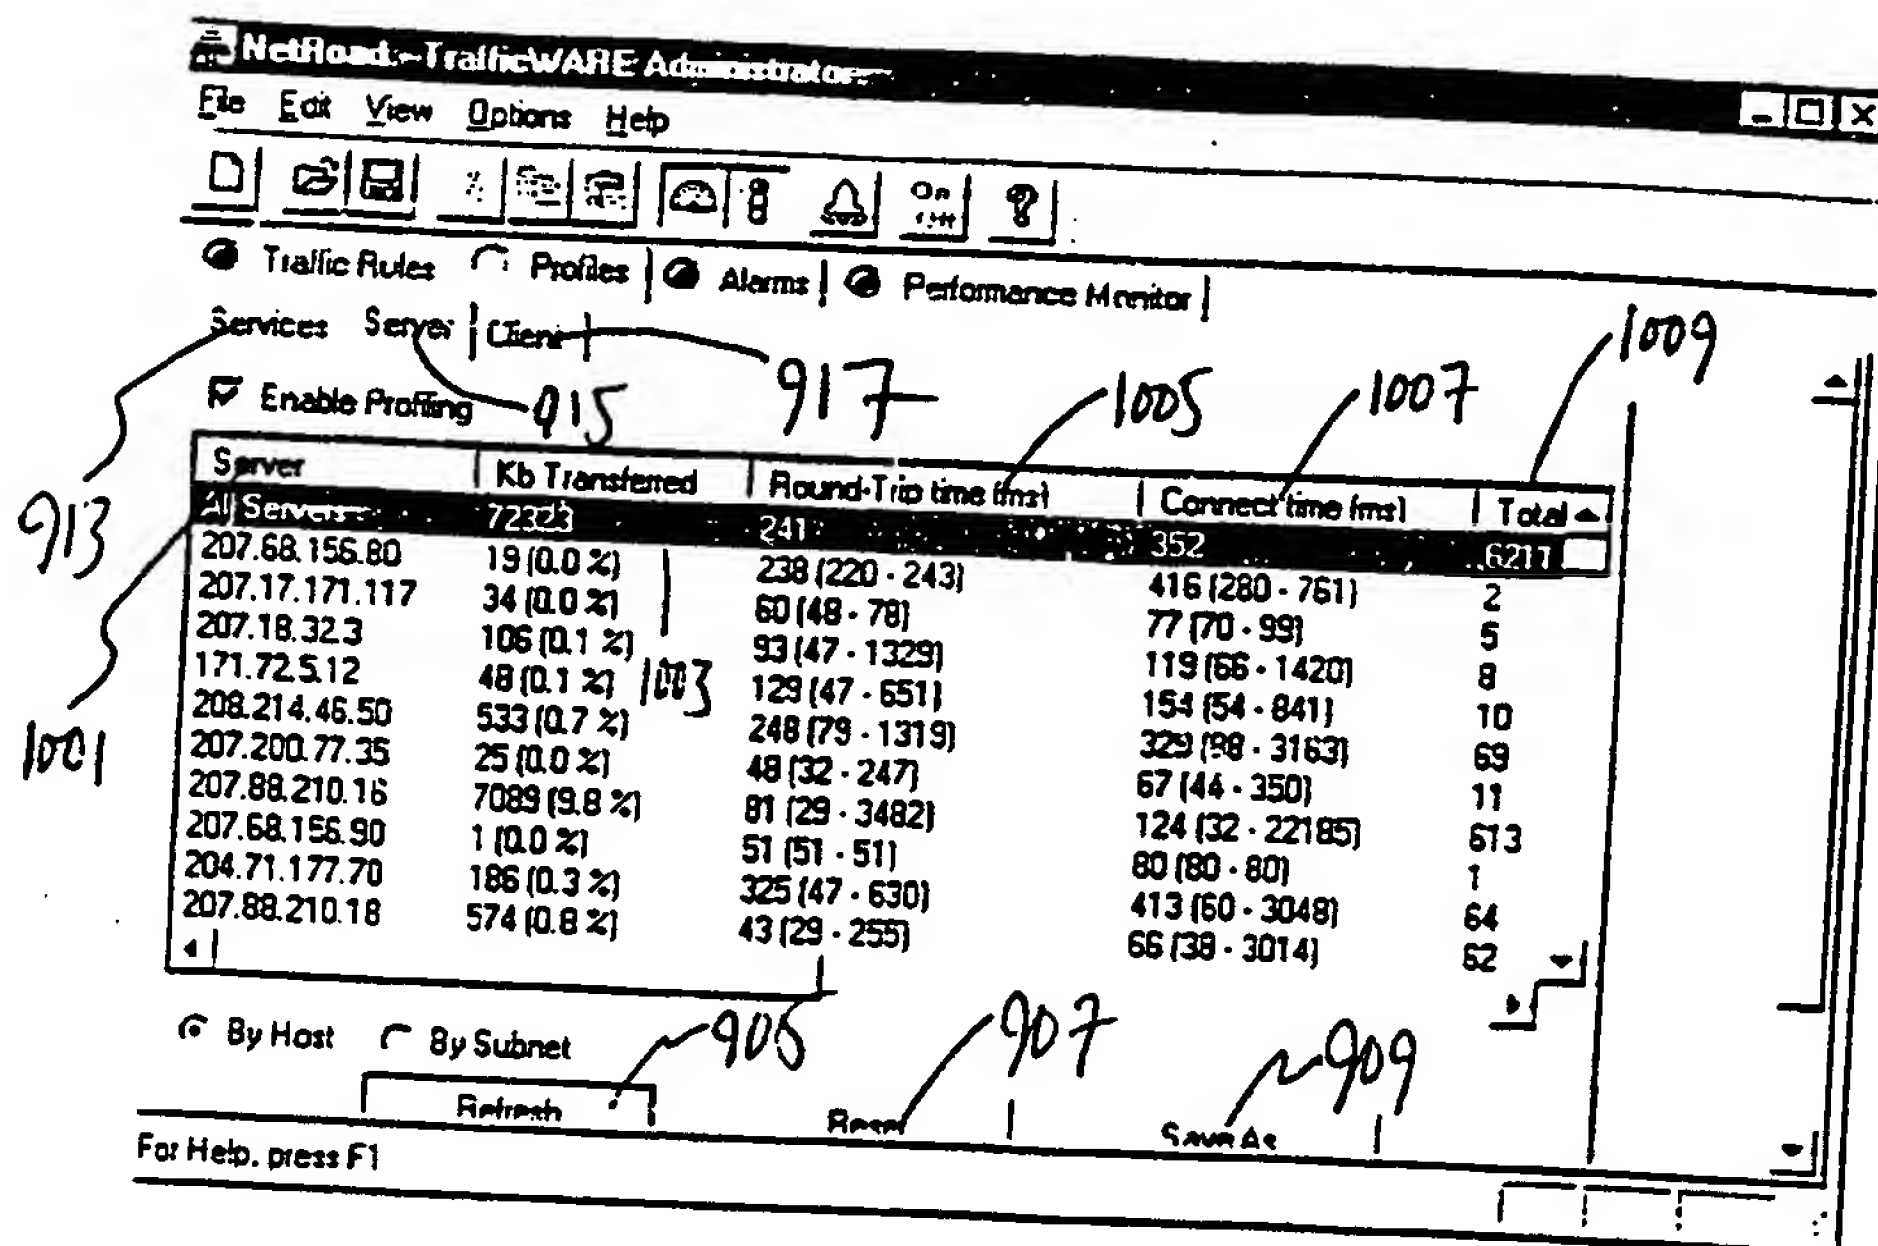 NetRoad - TrafficWARE Administrator
File Edit View Options Help
On
Off
Traffic Rules Profiles Alarms Performance Monitor
Services Server Client
1009
917 1005 1007
Enable Profiling 915
Server Kb Transferred Round-Trip time (ms) Connect time (ms) Total
913
All Servers 72323 241 352 6211
207.68.156.80 19 (0.0 %) 238 (220 - 243) 416 (280 - 761) 2
207.17.171.117 34 (0.0 %) 60 (48 - 78) 77 (70 - 99) 5
207.18.32.3 106 (0.1 %) 93 (47 - 1329) 119 (66 - 1420) 8
171.72.5.12 48 (0.1 %) 129 (47 - 651) 154 (54 - 841) 10
1003
208.214.46.50 533 (0.7 %) 248 (79 - 1319) 329 (98 - 3163) 69
1001
207.200.77.35 25 (0.0 %) 48 (32 - 247) 67 (44 - 350) 11
207.88.210.16 7089 (9.8 %) 81 (29 - 3482) 124 (32 - 22185) 613
207.68.156.90 1 (0.0 %) 51 (51 - 51) 80 (80 - 80) 1
204.71.177.70 186 (0.3 %) 325 (47 - 630) 413 (60 - 3048) 64
207.88.210.18 574 (0.8 %) 43 (29 - 255) 66 (38 - 3014) 62
By Host By Subnet 905 907 909
Refresh Reset Save As
For Help, press F1